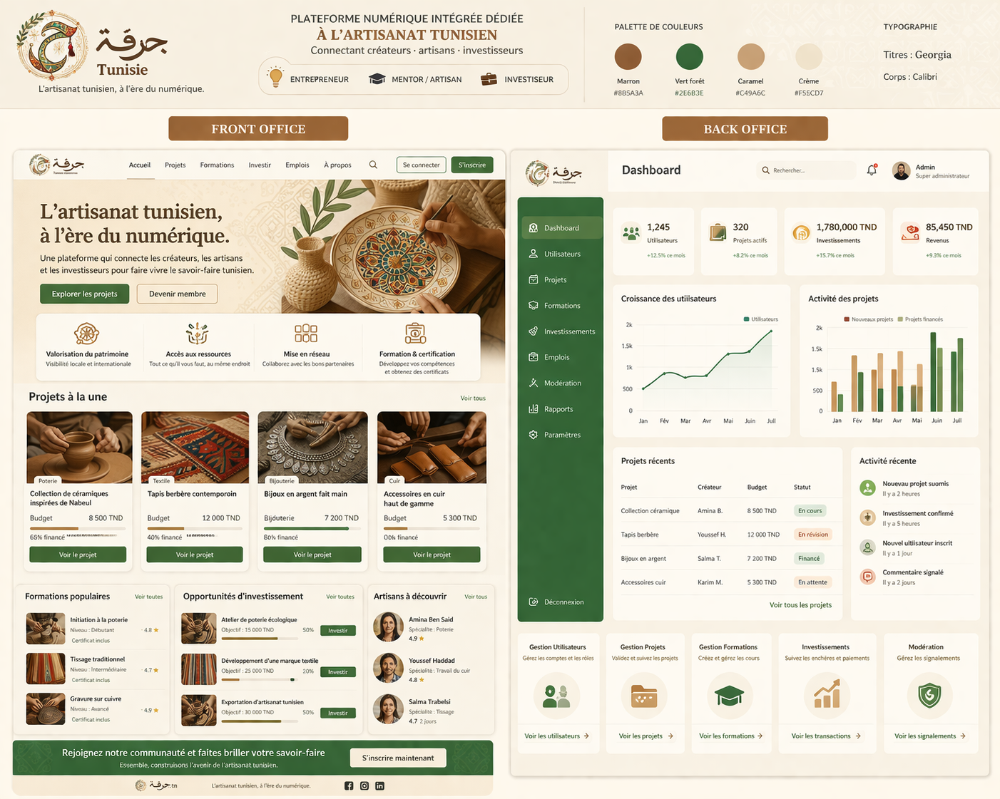 حرفة
Tunisie
L'artisanat tunisien, à l'ère du numérique.
PLATEFORME NUMÉRIQUE INTÉGRÉE DÉDIÉE
À L'ARTISANAT TUNISIEN
Connectant créateurs · artisans · investisseurs
ENTREPRENEUR MENTOR / ARTISAN INVESTISEUR
PALETTE DE COULEURS
Marron Vert forêt Caramel Crème
#8B5A3A #2E6B3E #C49A6C #F5ECD7
TYPOGRAPHIE
Titres : Georgia
Corps : Calibri
FRONT OFFICE
حرفة
Accueil Projets Formations Investir Emplois À propos Se connecter S'inscrire
L'artisanat tunisien,
à l'ère du numérique.
Une plateforme qui connecte les créateurs, les artisans
et les investisseurs pour faire vivre le savoir-faire tunisien.
Explorer les projets Devenir membre
Valorisation du patrimoine Accès aux ressources Mise en réseau Formation & certification
Visibilité locale et internationale Tout ce qu'il vous faut, au même endroit Collaborez avec les bons partenaires Développez vos compétences
et obtenez des certificats
Projets à la une Voir tous
Poterie Textile Bijouterie Cuir
Collection de céramiques
inspirées de Nabeul
Tapis berbère contemporoin
Bijoux en argent fait main
Accessoires en cuir
haut de gamme
Budget 8 500 TND Budget 12 000 TND Bijouterie 7 200 TND Budget 5 300 TND
65% financé 40% financé 80% financé 00% financé
Voir le projet Voir le projet Voir le projet Voir le projet
Formations populaires Voir toutes
Initiation à la poterie
Niveau : Débutant · 4.8
Certificat inclus
Tissage traditionnel
Niveau : Intermédiaire · 4.7
Certificat inclus
Gravure sur cuivre
Niveau : Avancé · 4.9
Certificat inclus
Opportunités d'investissement Voir toutes
Atelier de poterie écologique
Objectif : 15 000 TND 50% Investir
Développement d'une marque textile
Objectif : 25 000 TND 20% Investir
Exportation d'artisanat tunisien
Objectif : 30 000 TND 50% Investir
Artisans à découvrir Voir tous
Amina Ben Said
Spécialite : Poterie
4.9
Youssef Haddad
Spécialité : Travail du cuir
4.8
Salma Trabelsi
Spécialité : Tissage
4.7 2 jours
Rejoignez notre communauté et faites briller votre savoir-faire
Essemble, construisons l'avenir de l'artisanat tunisien.
S'inscrire maintenant
حرفة.tn L'artisanat tunisien, à l'ère du numérique.
BACK OFFICE
حرفة
Dashboard
Rechercher...
Admin
Super administrateur
Dashboard
Utilisateurs
Projets
Formations
Investissements
Emplois
Modération
Rapports
Paramètres
Déconnexion
1,245 320 1,780,000 TND 85,450 TND
Utilisateurs Projets actifs Investissements Revenus
+12.5% ce mois +8.2% ce mois +15.7% ce mois +9.3% ce mois
Croissance des utiiisateurs
Utilisateurs
2k
1.5k
1k
500
0
Jan Fév Mar Avr Mai Juin Juil
Activité des projets
Nouveaux projets Projets financés
2k
1.5k
1.5k
500
0
Jan Fév Mar Avr Mai Juin Juil
Projets récents
Projet Créateur Budget Statut
Collection céramique Amina B. 8 500 TND En cours
Tapis berbère Youssef H. 12 000 TND En révision
Bijoux en argent Salma T. 7 200 TND Financé
Accessoires cuir Karim M. 5 300 TND En attente
Voir tous les projets
Activité récente
Nouveau projet suomis
Il y a 2 heures
Investissement confirmé
Il y a 5 heures
Nouvel uitiisateur inscrit
Il y a 1 jour
Commentaire signalé
Il y a 2 jours
Gestion Utilisateurs Gestion Projets Gestion Formations Investissements Modération
Gérez les comptes et les rôles Validez et suivez les projets Créez et gérez les cours Suivez les enchéres et paiements Gérez les signalements
Voir les utilisateurs → Voir les projets → Voir les formations → Voir les transactions → Voir les signalements →